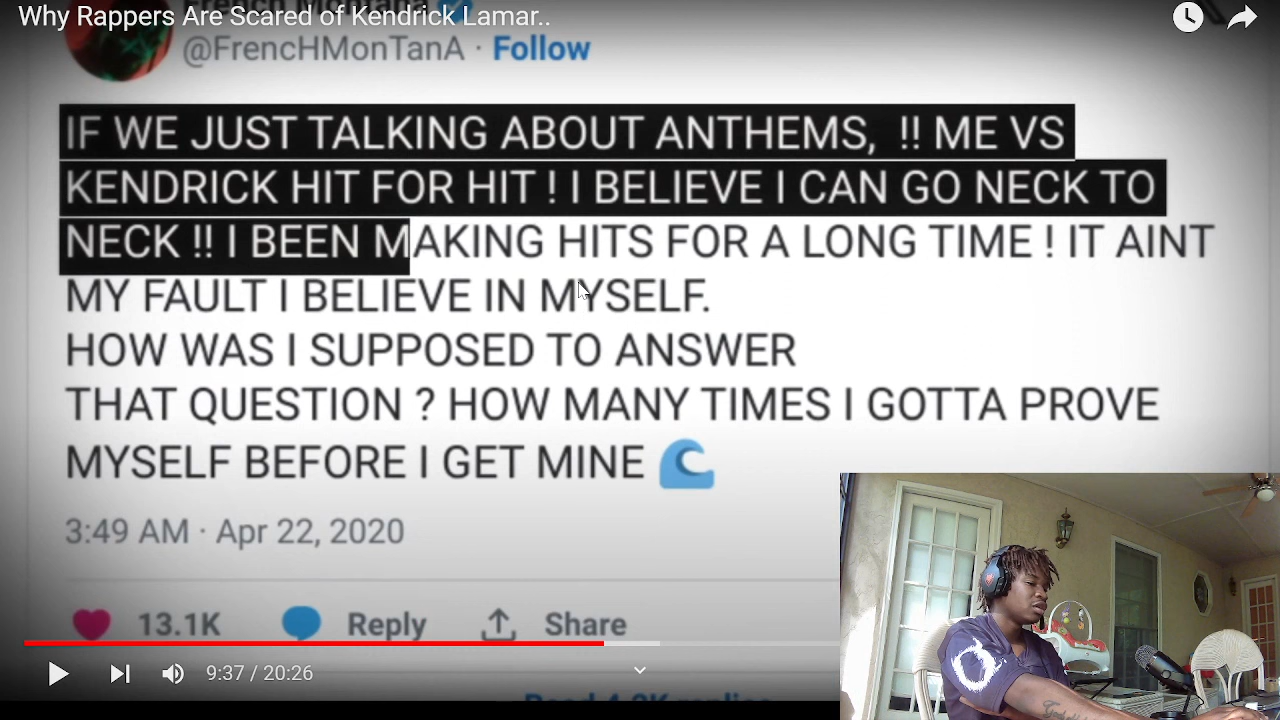 Why Rappers Are Scared of Kendrick Lamar..
@FrencHMonTanA · Follow
IF WE JUST TALKING ABOUT ANTHEMS, !! ME VS
KENDRICK HIT FOR HIT ! I BELIEVE I CAN GO NECK TO
NECK !! I BEEN MAKING HITS FOR A LONG TIME ! IT AINT
MY FAULT I BELIEVE IN MYSELF.
HOW WAS I SUPPOSED TO ANSWER
THAT QUESTION ? HOW MANY TIMES I GOTTA PROVE
MYSELF BEFORE I GET MINE 🌊
3:49 AM · Apr 22, 2020
13.1K Reply Share
9:37 / 20:26